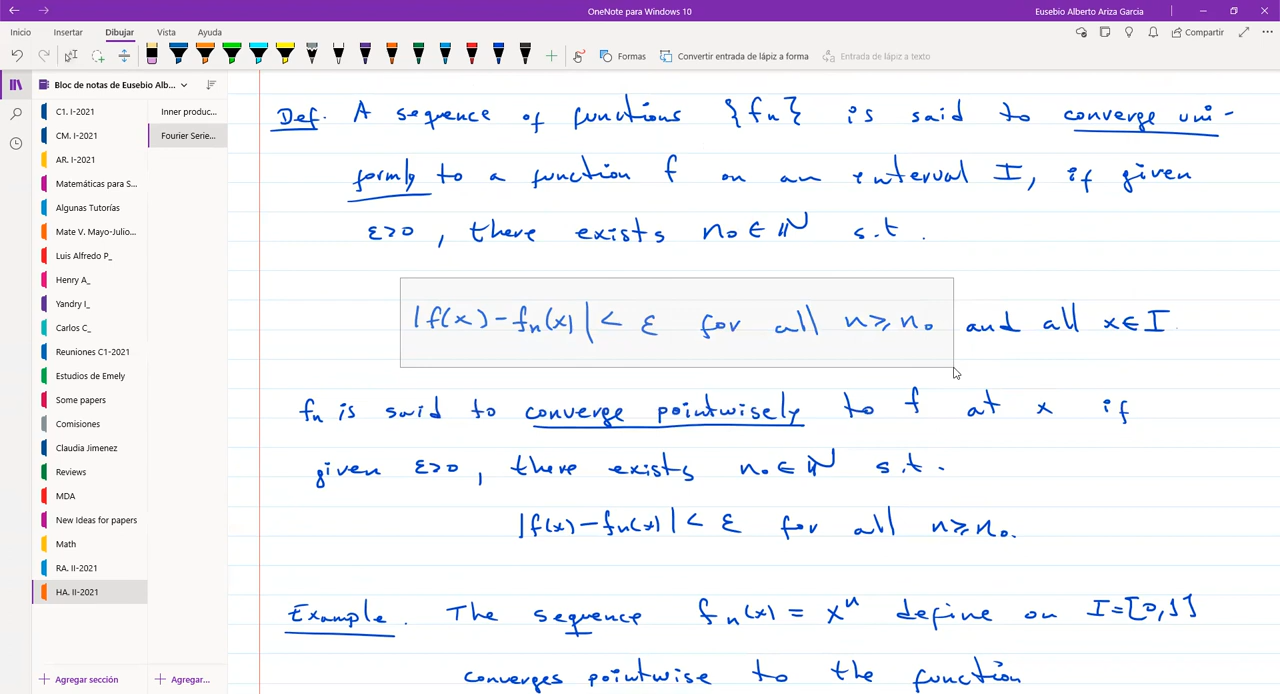 OneNote para Windows 10
Eusebio Alberto Ariza Garcia
Inicio Insertar Dibujar Vista Ayuda
Compartir
Formas
Convertir entrada de lápiz a forma
Entrada de lápiz a texto
Bloc de notas de Eusebio Alb...
C1. I-2021
CM. I-2021
AR. I-2021
Matemáticas para S...
Algunas Tutorías
Mate V. Mayo-Julio...
Luis Alfredo P_
Henry A_
Yandry I_
Carlos C_
Reuniones C1-2021
Estudios de Emely
Some papers
Comisiones
Claudia Jimenez
Reviews
MDA
New Ideas for papers
Math
RA. II-2021
HA. II-2021
Agregar sección
Inner produc...
Fourier Serie...
Agregar...
Def. A sequence of functions {fn} is said to converge uni-
formly to a function f on an interval I, if given
ε>0, there exists n₀ ∈ ℕ s.t.
|f(x)-fn(x)| < ε for all n≥n₀ and all x∈I.
fn is said to converge pointwisely to f at x if
given ε>0, there exists n₀∈ℕ s.t.
|f(x)-fn(x)| < ε for all n≥n₀.
Example. The sequence fn(x) = xⁿ define on I=[0,1]
converges pointwise to the function